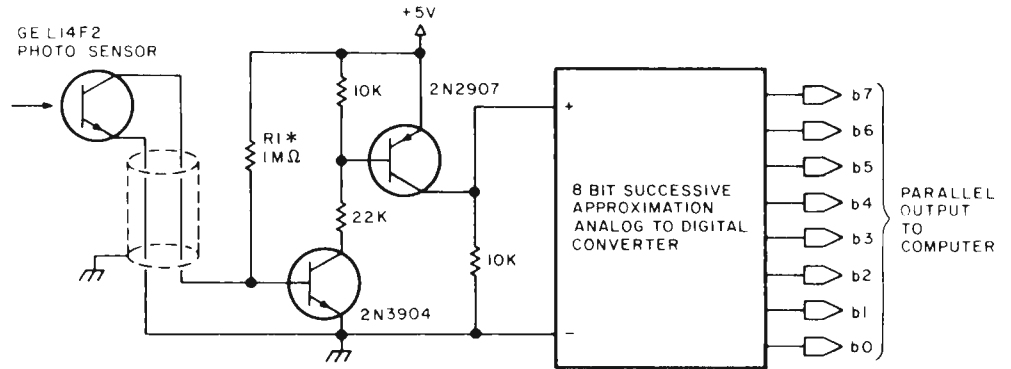 GE L14F2
PHOTO SENSOR
+5V
10K
2N2907
R1*
1MΩ
22K
2N3904
10K
+
−
8 BIT SUCCESSIVE
APPROXIMATION
ANALOG TO DIGITAL
CONVERTER
b7
b6
b5
b4
b3
b2
b1
b0
PARALLEL
OUTPUT
TO
COMPUTER